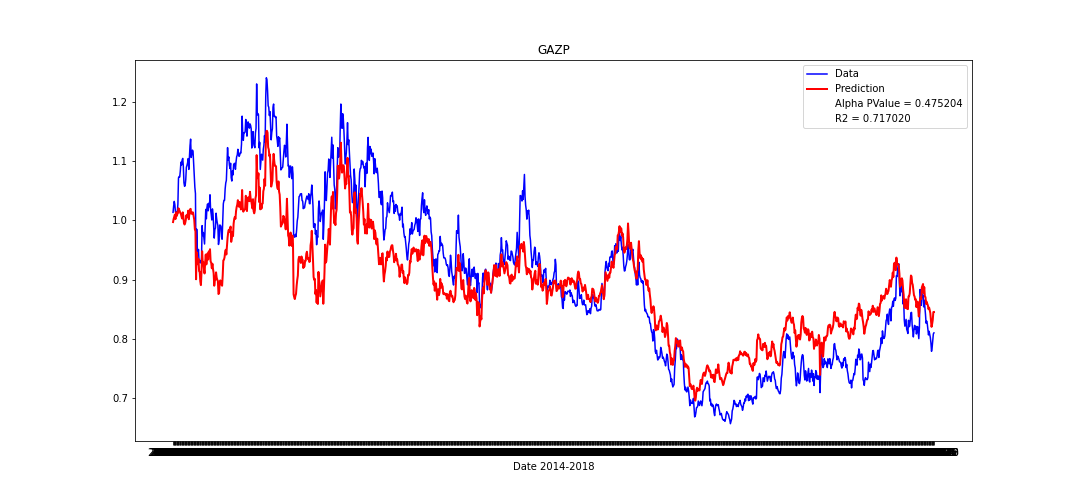 GAZP
Data
Prediction
Alpha PValue = 0.475204
R2 = 0.717020
1.2
1.1
1.0
0.9
0.8
0.7
Date 2014-2018